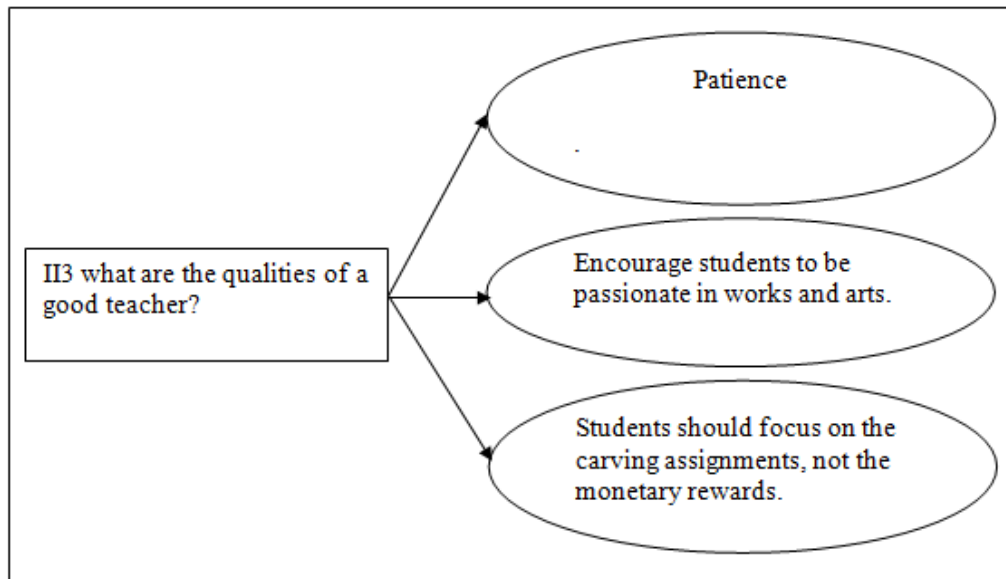 Patience
.
Encourage students to be
passionate in works and arts.
II3 what are the qualities of a
good teacher?
Students should focus on the
carving assignments, not the
monetary rewards.